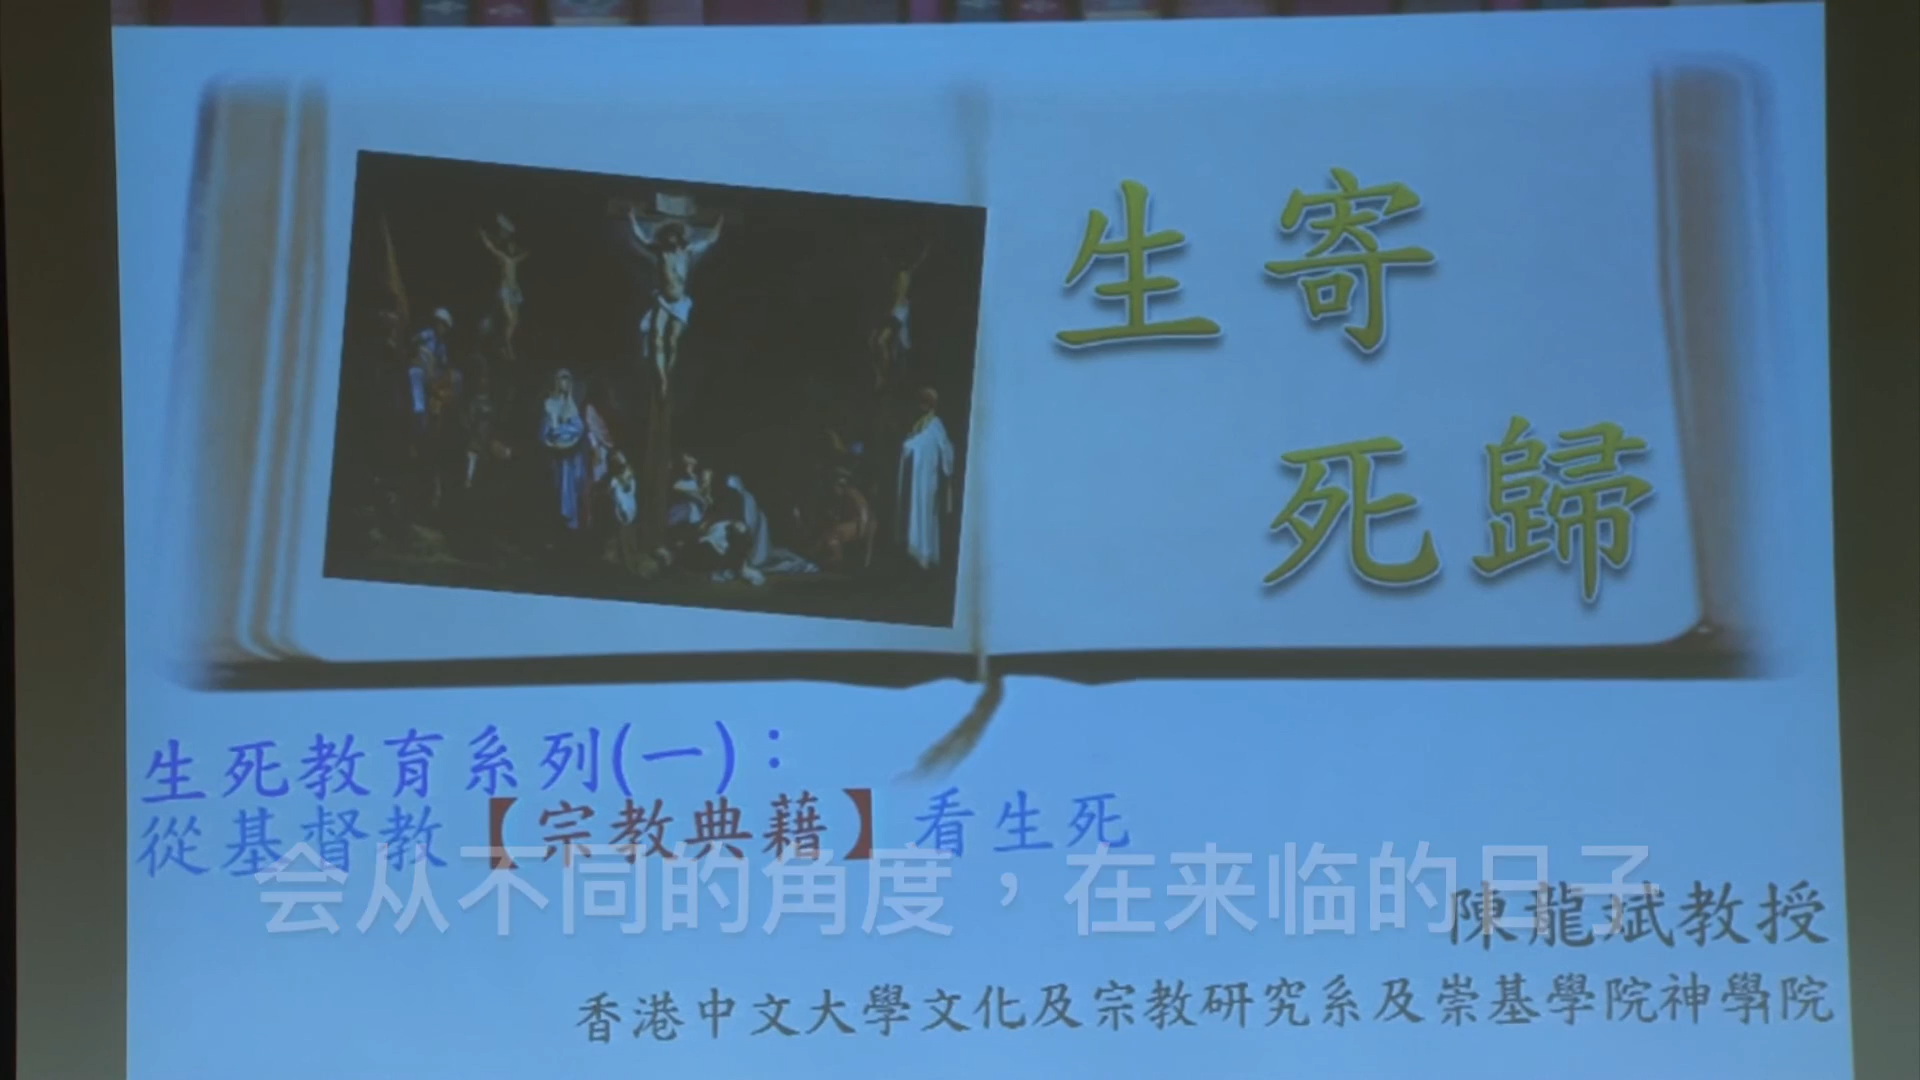 生寄
死歸
生死教育系列(一)：
從基督教【宗教典藉】看生死
会从不同的角度，在来临的日子
陳龍斌教授
香港中文大學文化及宗教研究系及崇基學院神學院